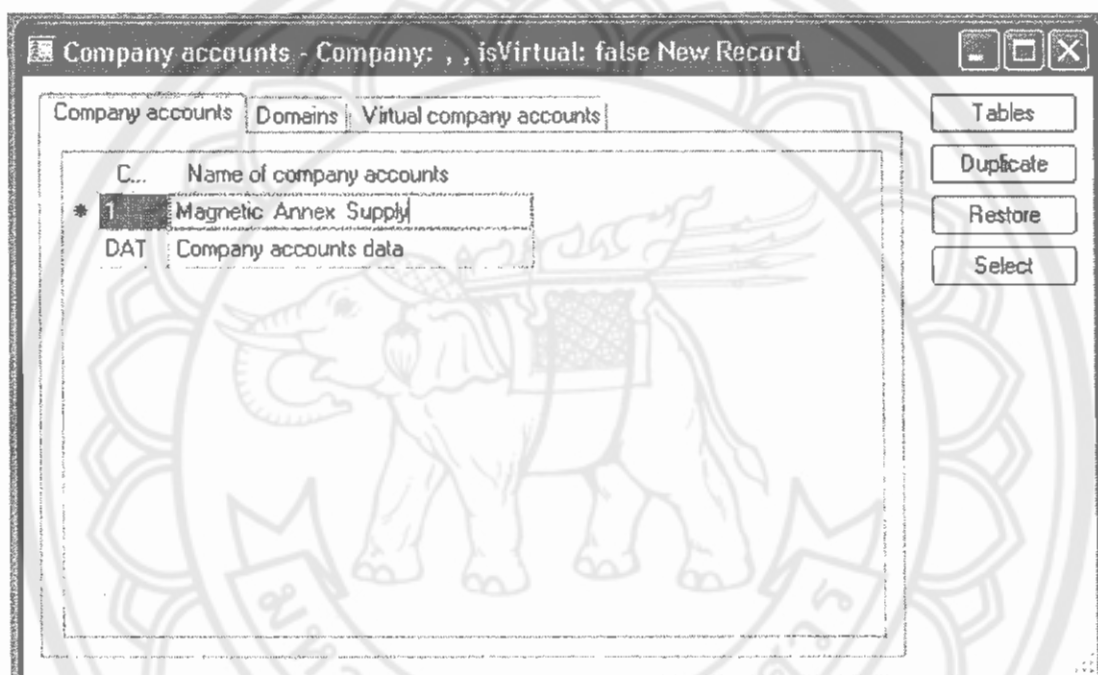 Company accounts - Company: , , isVirtual: false New Record
Company accounts Domains Virtual company accounts
Tables
Duplicate
Restore
Select
C... Name of company accounts
* 1 Magnetic Annex Supply
DAT Company accounts data